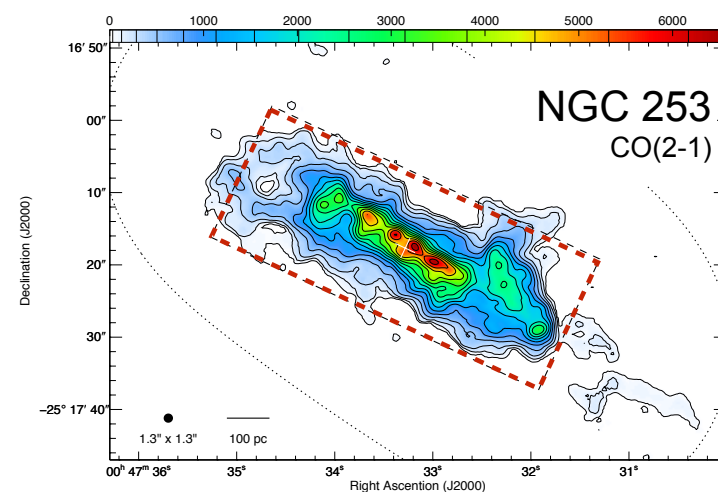 0 1000 2000 3000 4000 5000 6000
16' 50"
NGC 253
CO(2-1)
00"
10"
20"
30"
−25° 17' 40"
Declination (J2000)
1.3" x 1.3"
100 pc
00ʰ 47ᵐ 36ˢ 35ˢ 34ˢ 33ˢ 32ˢ 31ˢ
Right Ascension (J2000)